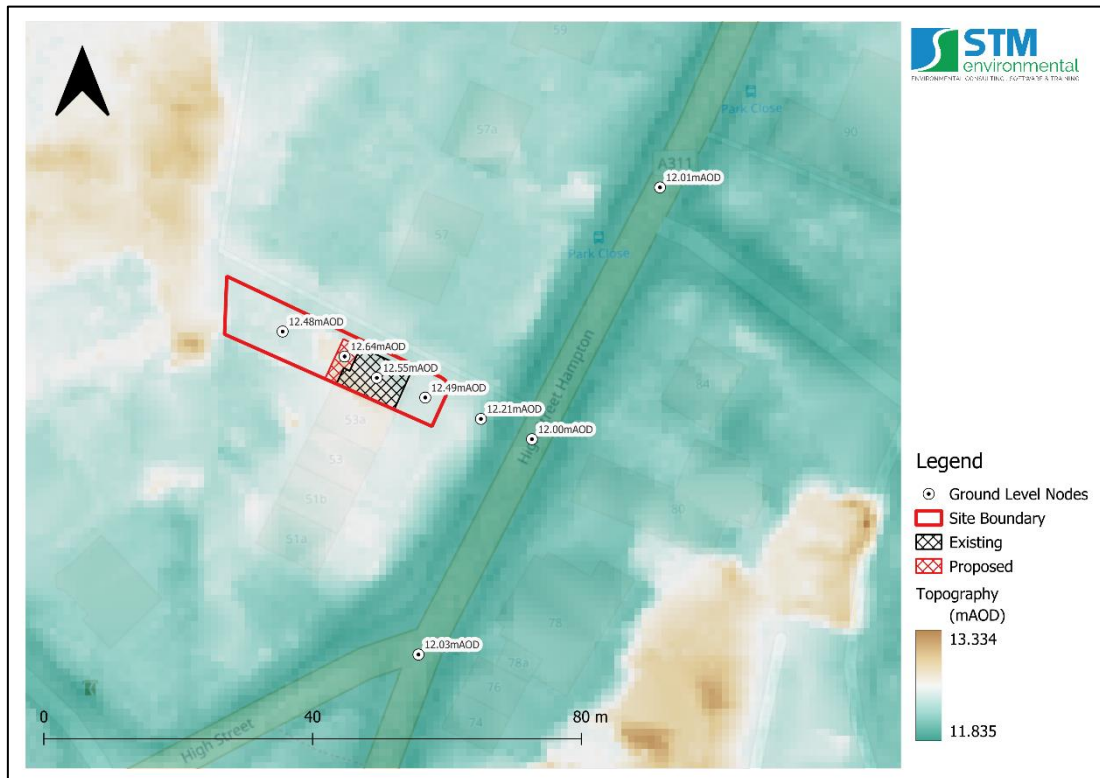 STM
environmental
ENVIRONMENTAL CONSULTING, SOFTWARE & TRAINING
59
Park Close
57a
90
A311
12.01mAOD
57
Park Close
12.48mAOD
12.64mAOD
12.55mAOD
12.49mAOD
84
53a
12.21mAOD
12.00mAOD
High Street Hampton
53
51b
80
51a
78
12.03mAOD
78a
76
74
High Street
0
40
80 m
Legend
Ground Level Nodes
Site Boundary
Existing
Proposed
Topography
(mAOD)
13.334
11.835